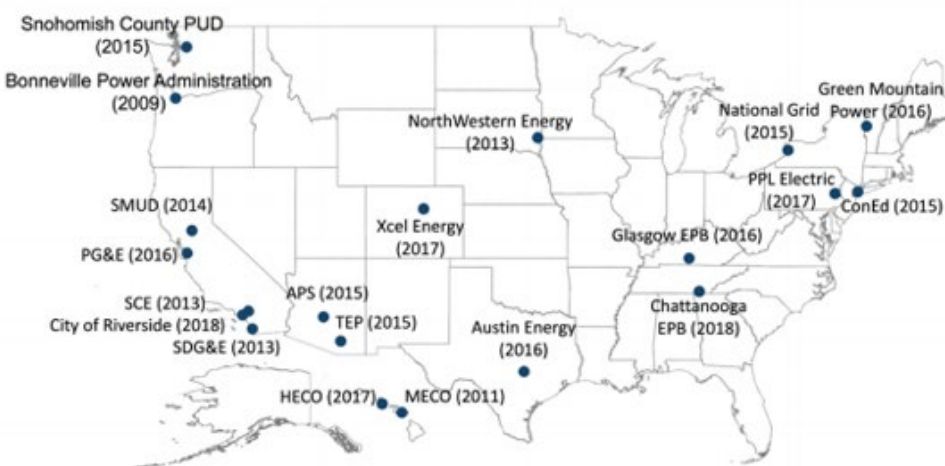 Snohomish County PUD
(2015)
Bonneville Power Administration
(2009)
NorthWestern Energy
(2013)
National Grid
(2015)
Green Mountain
Power (2016)
PPL Electric
(2017)
ConEd (2015)
SMUD (2014)
PG&E (2016)
Xcel Energy
(2017)
Glasgow EPB (2016)
SCE (2013)
City of Riverside (2018)
SDG&E (2013)
APS (2015)
TEP (2015)
Austin Energy
(2016)
Chattanooga
EPB (2018)
HECO (2017)
MECO (2011)